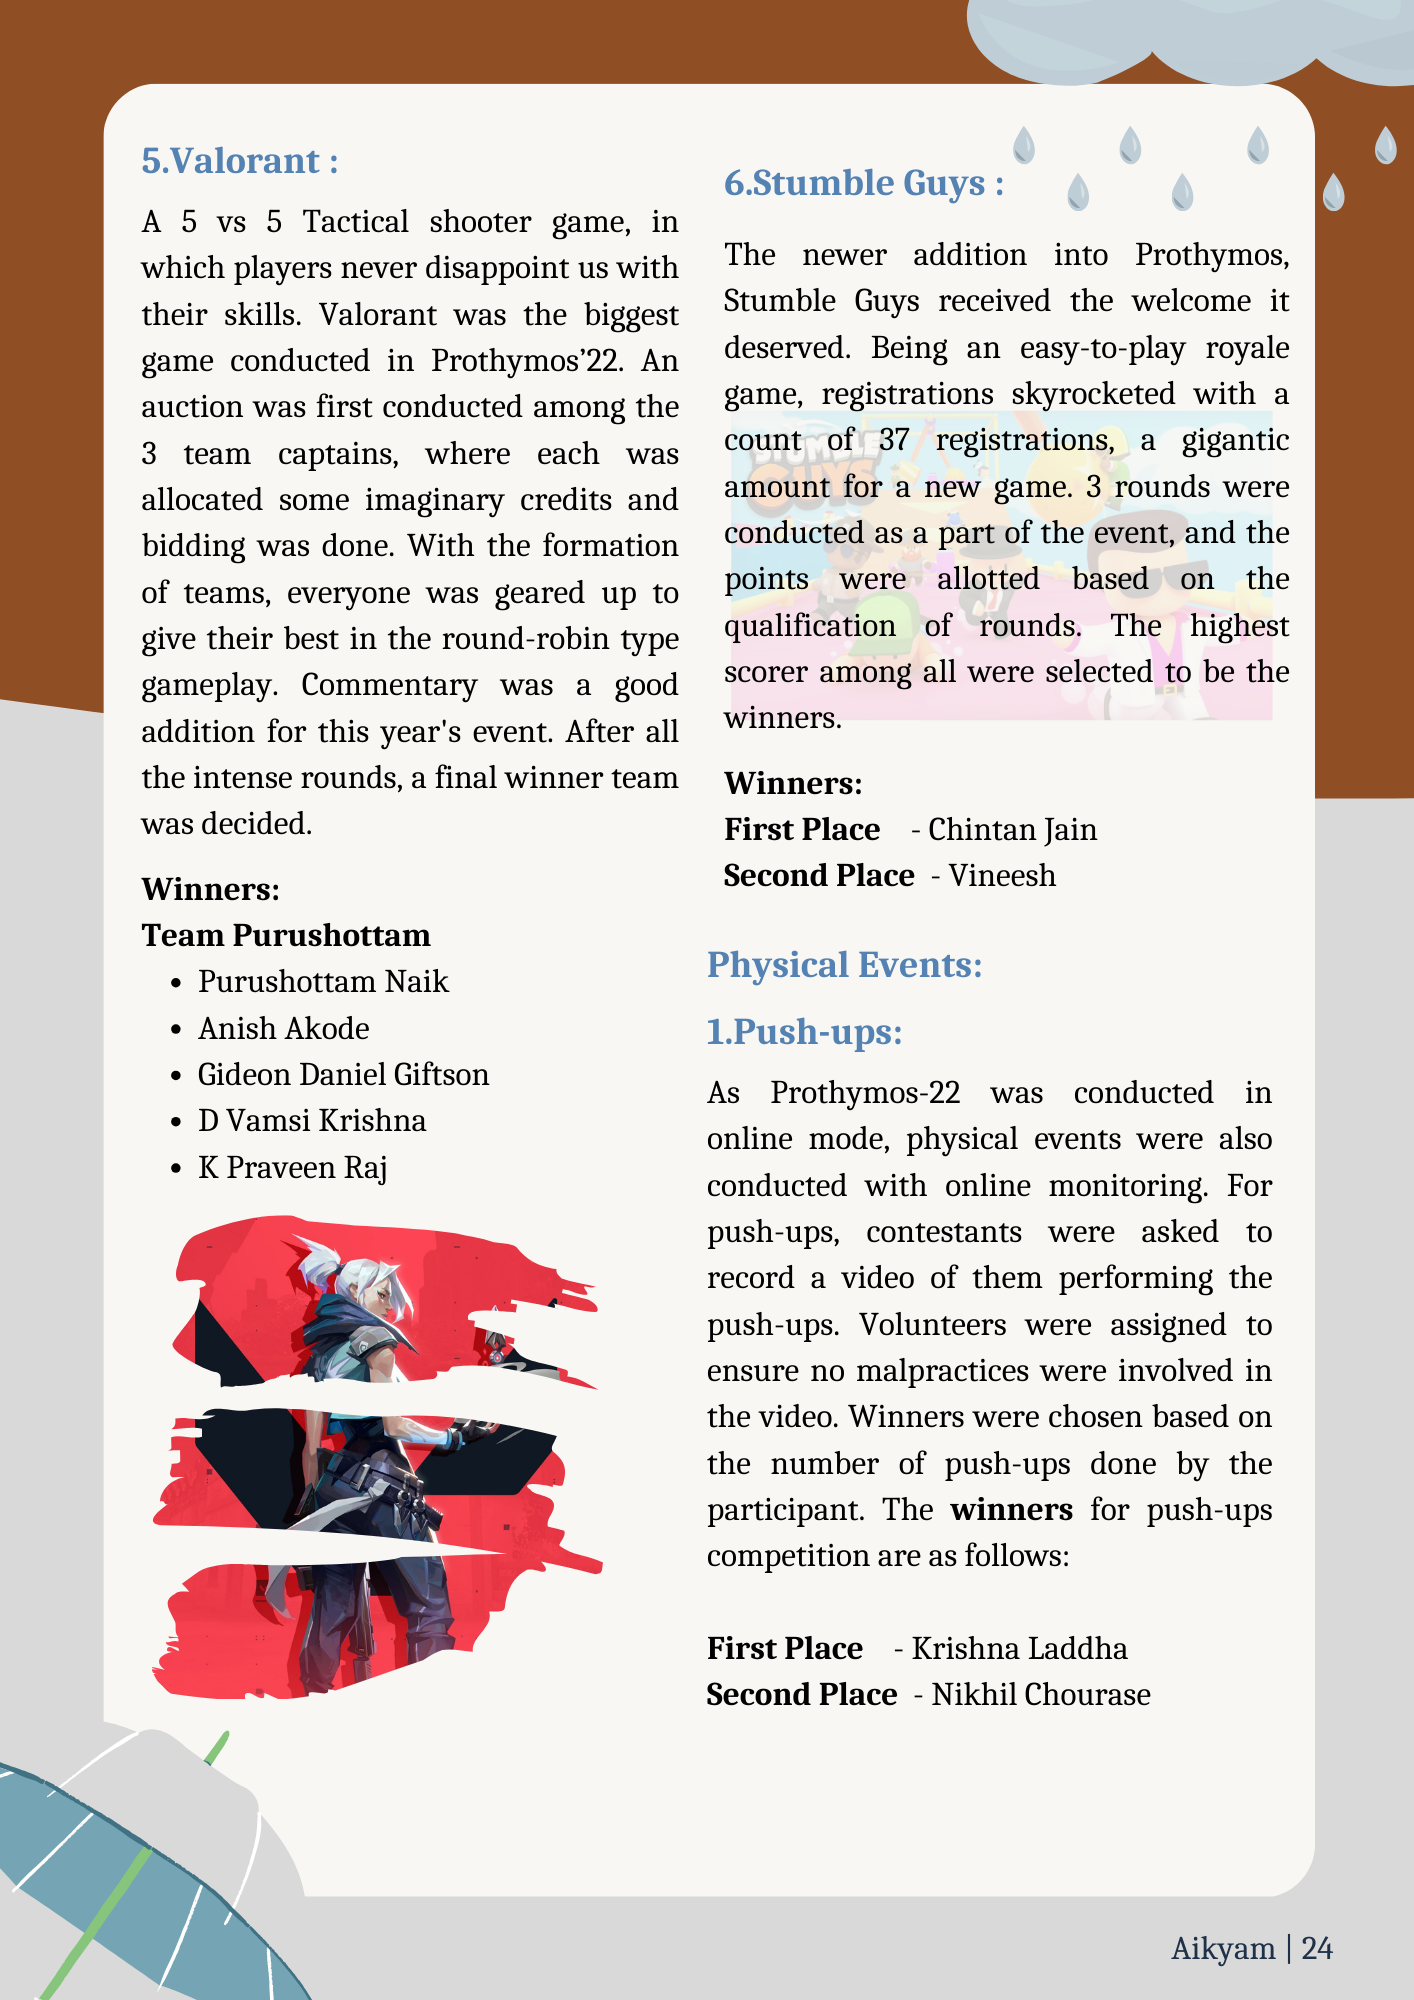 5.Valorant :
A 5 vs 5 Tactical shooter game, in
which players never disappoint us with
their skills. Valorant was the biggest
game conducted in Prothymos’22. An
auction was first conducted among the
3 team captains, where each was
allocated some imaginary credits and
bidding was done. With the formation
of teams, everyone was geared up to
give their best in the round-robin type
gameplay. Commentary was a good
addition for this year's event. After all
the intense rounds, a final winner team
was decided.
Winners:
Team Purushottam
• Purushottam Naik
• Anish Akode
• Gideon Daniel Giftson
• D Vamsi Krishna
• K Praveen Raj
6.Stumble Guys :
The newer addition into Prothymos,
Stumble Guys received the welcome it
deserved. Being an easy-to-play royale
game, registrations skyrocketed with a
count of 37 registrations, a gigantic
amount for a new game. 3 rounds were
conducted as a part of the event, and the
points were allotted based on the
qualification of rounds. The highest
scorer among all were selected to be the
winners.
STUMBLE
GUYS
Winners:
First Place - Chintan Jain
Second Place - Vineesh
Physical Events:
1.Push-ups:
As Prothymos-22 was conducted in
online mode, physical events were also
conducted with online monitoring. For
push-ups, contestants were asked to
record a video of them performing the
push-ups. Volunteers were assigned to
ensure no malpractices were involved in
the video. Winners were chosen based on
the number of push-ups done by the
participant. The winners for push-ups
competition are as follows:
First Place - Krishna Laddha
Second Place - Nikhil Chourase
Aikyam | 24